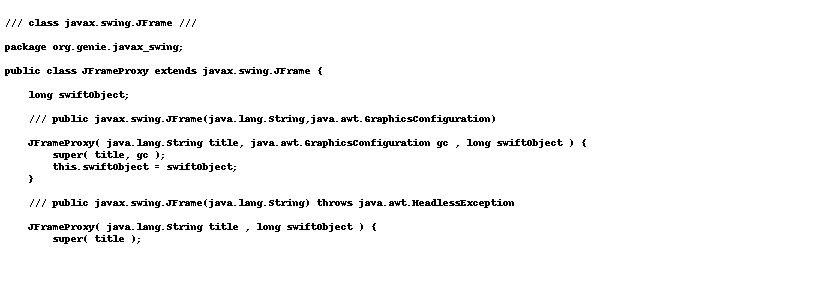 /// class javax.swing.JFrame ///
package org.genie.javax_swing;
public class JFrameProxy extends javax.swing.JFrame {
long swiftObject;
/// public javax.swing.JFrame(java.lang.String,java.awt.GraphicsConfiguration)
JFrameProxy( java.lang.String title, java.awt.GraphicsConfiguration gc , long swiftObject ) {
super( title, gc );
this.swiftObject = swiftObject;
}
/// public javax.swing.JFrame(java.lang.String) throws java.awt.HeadlessException
JFrameProxy( java.lang.String title , long swiftObject ) {
super( title );